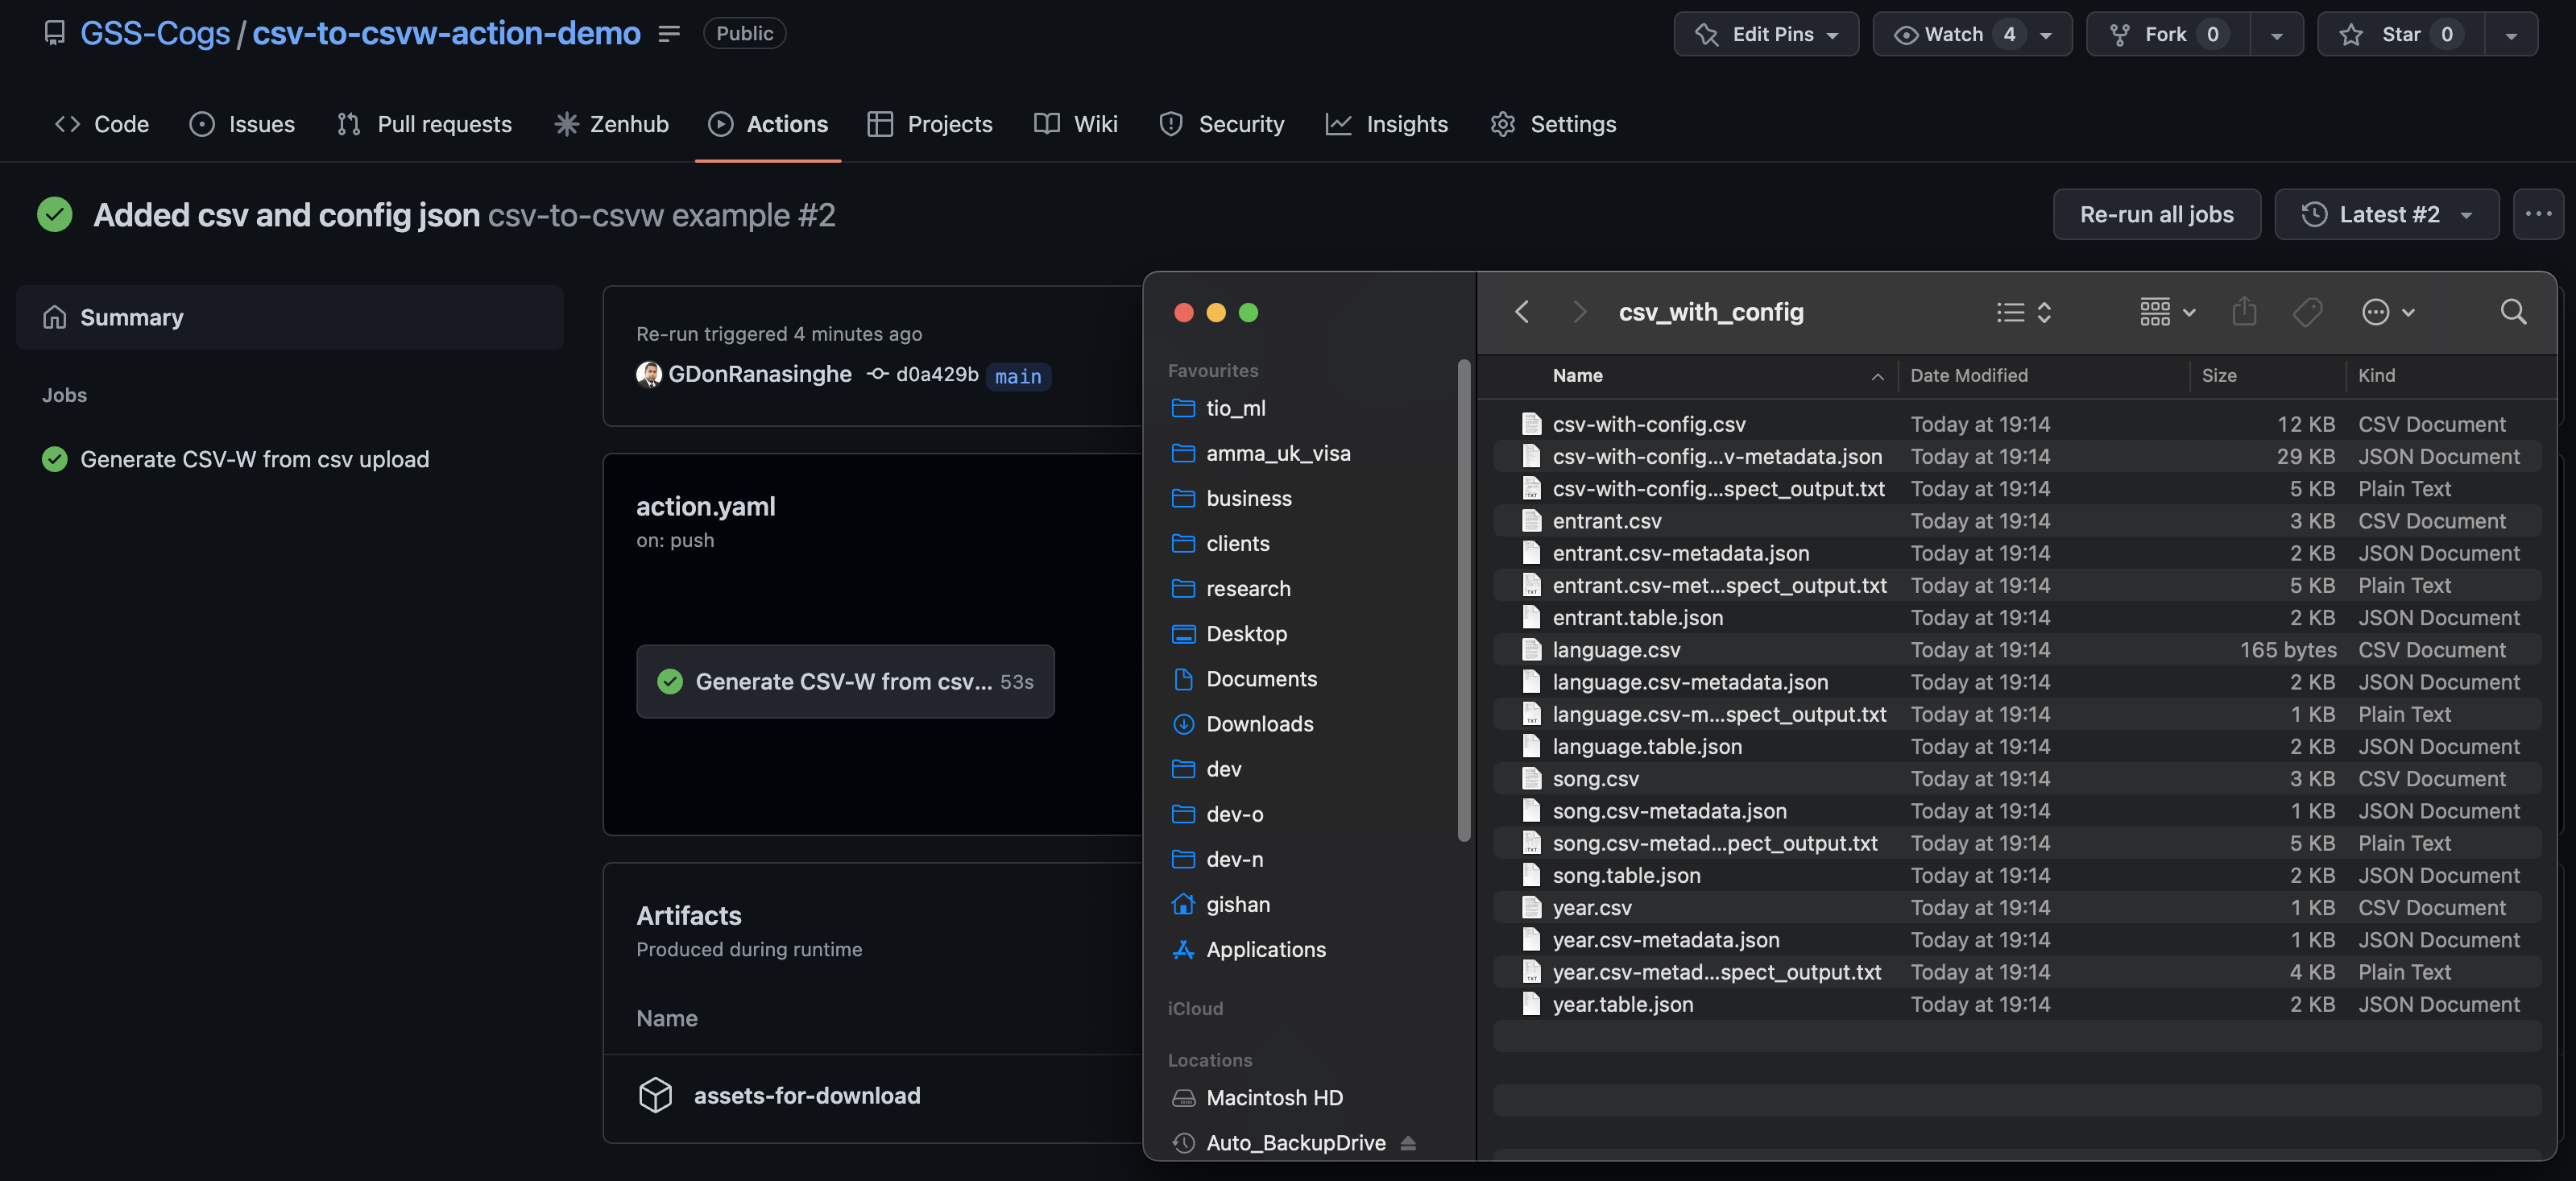 GSS-Cogs / csv-to-csvw-action-demo Public
Edit Pins Watch 4 Fork 0 Star 0
Code Issues Pull requests Zenhub Actions Projects Wiki Security Insights Settings
Added csv and config json csv-to-csvw example #2
Re-run all jobs Latest #2
Summary
Jobs
Generate CSV-W from csv upload
Re-run triggered 4 minutes ago
GDonRanasinghe d0a429b main
action.yaml
on: push
Generate CSV-W from csv... 53s
Artifacts
Produced during runtime
Name
assets-for-download
Favourites
tio_ml
amma_uk_visa
business
clients
research
Desktop
Documents
Downloads
dev
dev-o
dev-n
gishan
Applications
iCloud
Locations
Macintosh HD
Auto_BackupDrive
csv_with_config
Name Date Modified Size Kind
csv-with-config.csv Today at 19:14 12 KB CSV Document
csv-with-config...v-metadata.json Today at 19:14 29 KB JSON Document
csv-with-config...spect_output.txt Today at 19:14 5 KB Plain Text
entrant.csv Today at 19:14 3 KB CSV Document
entrant.csv-metadata.json Today at 19:14 2 KB JSON Document
entrant.csv-met...spect_output.txt Today at 19:14 5 KB Plain Text
entrant.table.json Today at 19:14 2 KB JSON Document
language.csv Today at 19:14 165 bytes CSV Document
language.csv-metadata.json Today at 19:14 2 KB JSON Document
language.csv-m...spect_output.txt Today at 19:14 1 KB Plain Text
language.table.json Today at 19:14 2 KB JSON Document
song.csv Today at 19:14 3 KB CSV Document
song.csv-metadata.json Today at 19:14 1 KB JSON Document
song.csv-metad...pect_output.txt Today at 19:14 5 KB Plain Text
song.table.json Today at 19:14 2 KB JSON Document
year.csv Today at 19:14 1 KB CSV Document
year.csv-metadata.json Today at 19:14 1 KB JSON Document
year.csv-metad...spect_output.txt Today at 19:14 4 KB Plain Text
year.table.json Today at 19:14 2 KB JSON Document